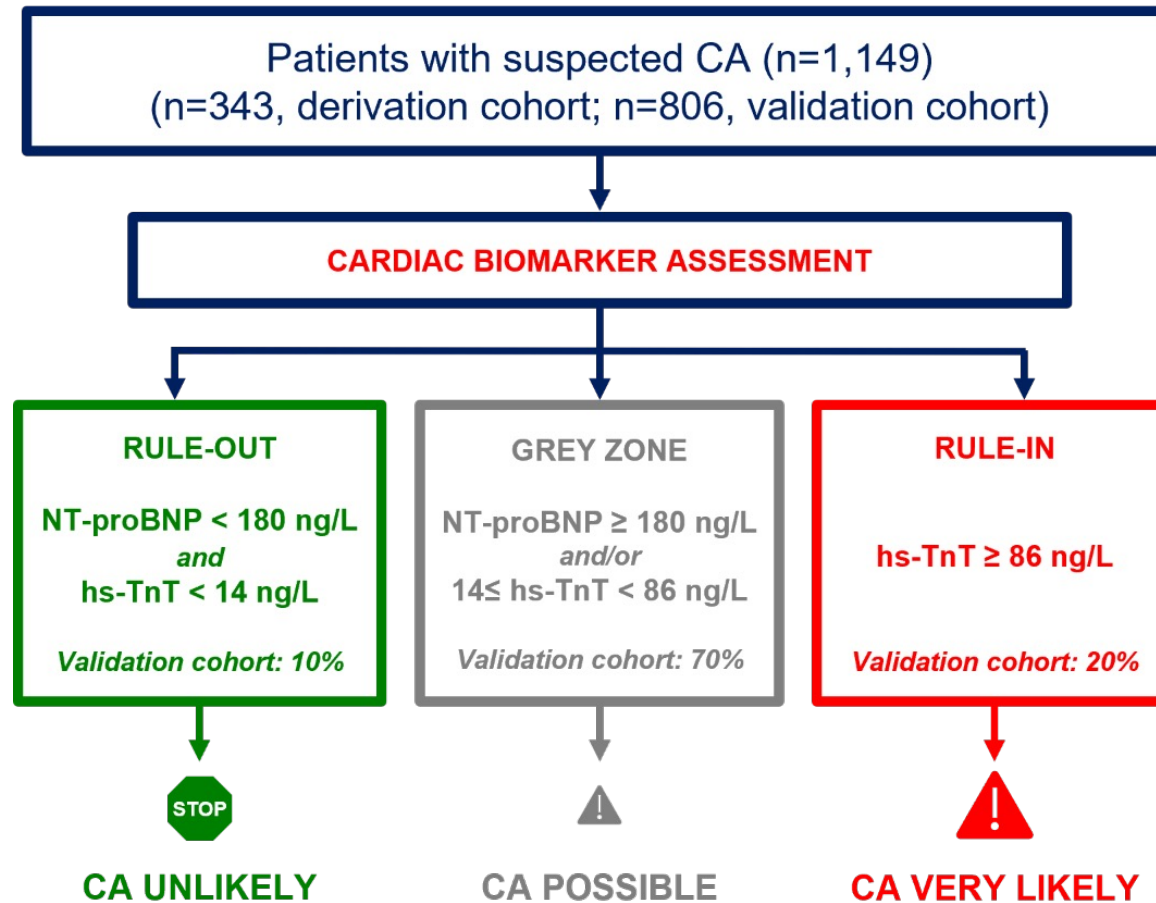 Patients with suspected CA (n=1,149)
(n=343, derivation cohort; n=806, validation cohort)
CARDIAC BIOMARKER ASSESSMENT
RULE-OUT
NT-proBNP < 180 ng/L
and
hs-TnT < 14 ng/L
Validation cohort: 10%
GREY ZONE
NT-proBNP ≥ 180 ng/L
and/or
14≤ hs-TnT < 86 ng/L
Validation cohort: 70%
RULE-IN
hs-TnT ≥ 86 ng/L
Validation cohort: 20%
STOP
CA UNLIKELY
!
CA POSSIBLE
!
CA VERY LIKELY